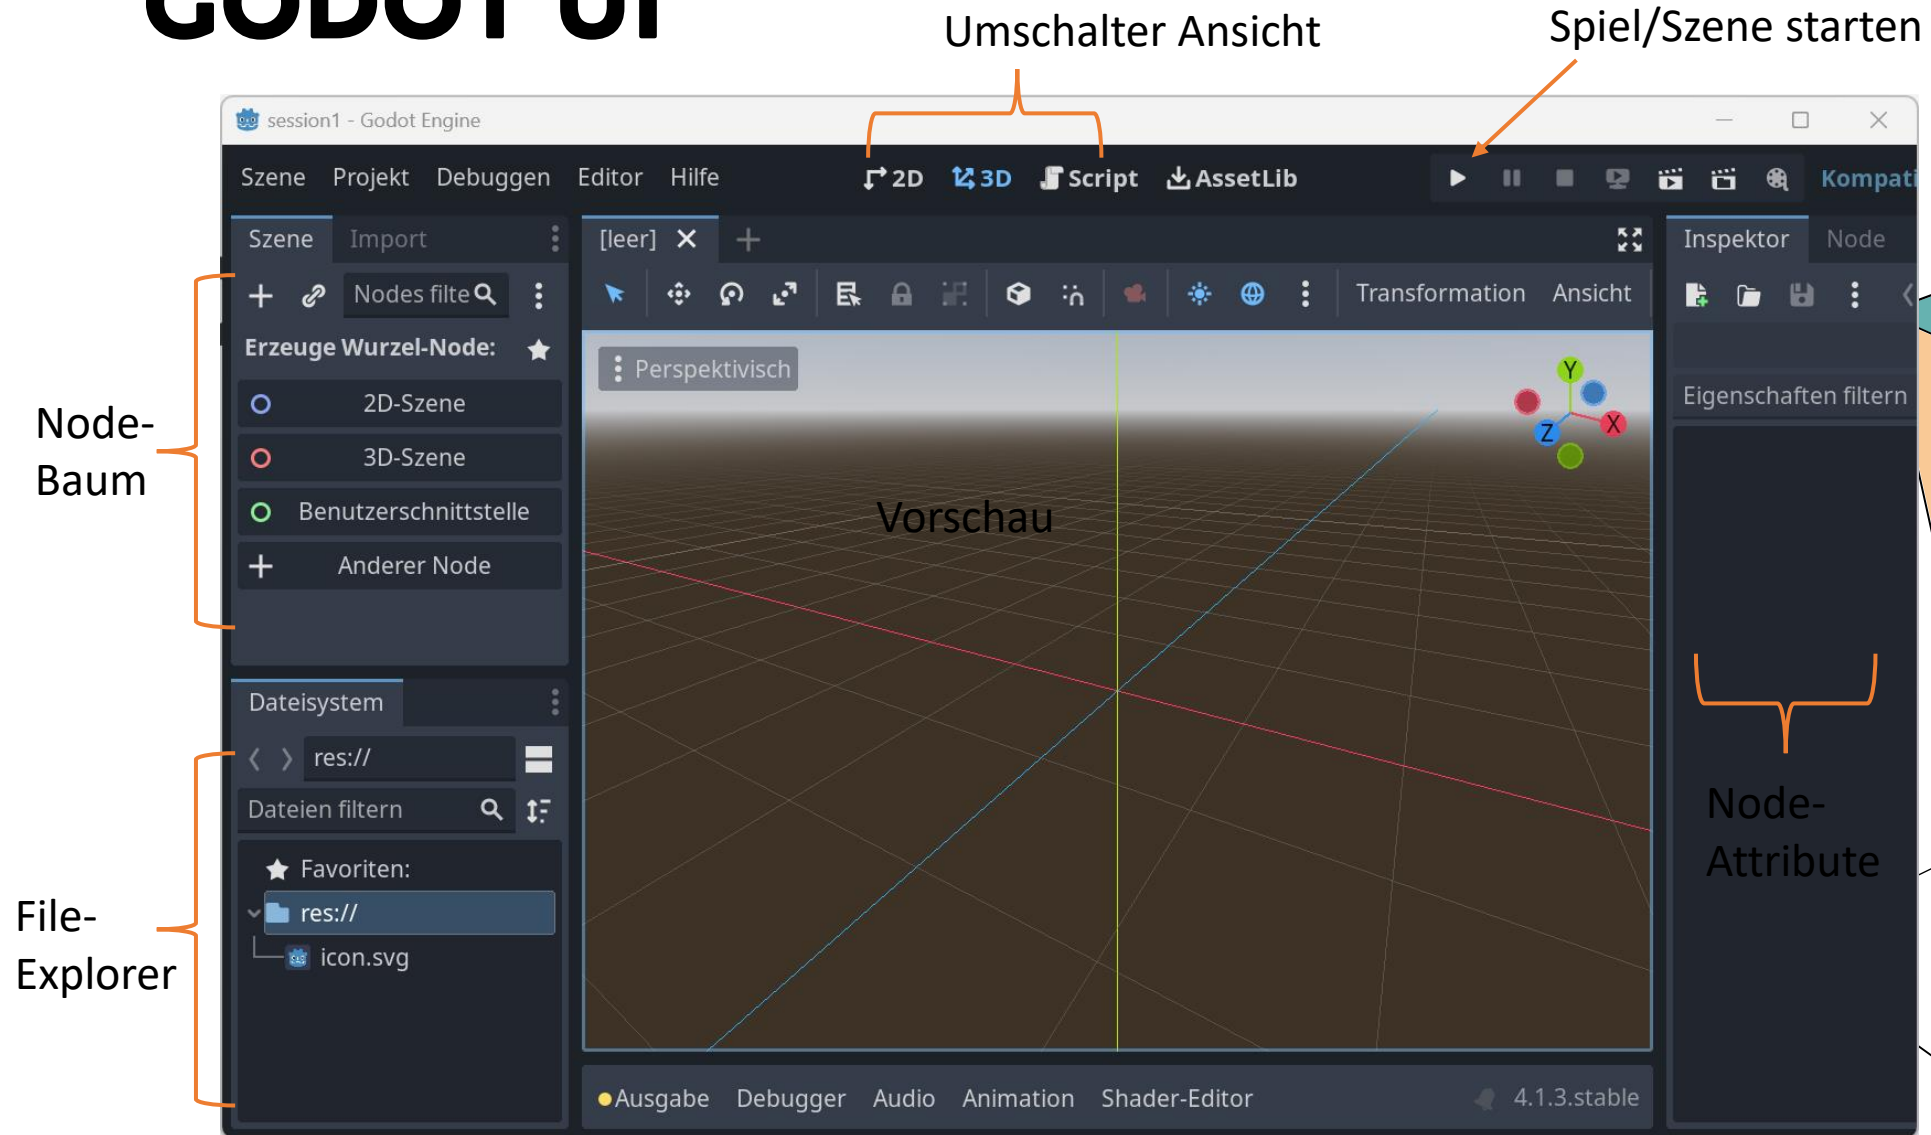 GODOT UI
Umschalter Ansicht
Spiel/Szene starten
session1 - Godot Engine
Szene Projekt Debuggen Editor Hilfe
2D 3D Script AssetLib
Kompati
Szene Import
[leer]
Inspektor Node
Nodes filte
Transformation Ansicht
Erzeuge Wurzel-Node:
Perspektivisch
Y
X
Z
Eigenschaften filtern
2D-Szene
3D-Szene
Benutzerschnittstelle
Anderer Node
Node-
Baum
Vorschau
Dateisystem
res://
Dateien filtern
Favoriten:
res://
icon.svg
File-
Explorer
Node-
Attribute
Ausgabe Debugger Audio Animation Shader-Editor
4.1.3.stable